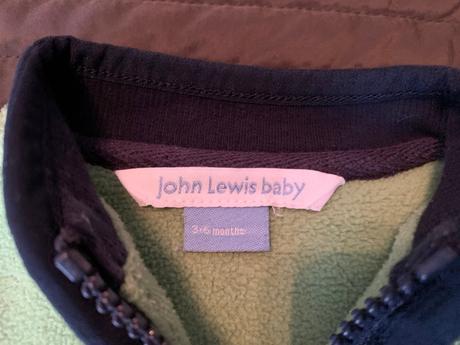 John Lewis baby
3-6 months